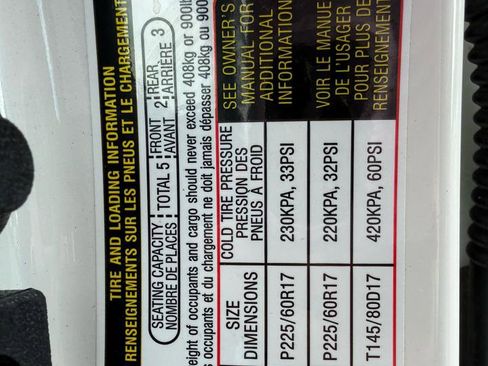 TIRE AND LOADING INFORMATION
RENSEIGNEMENTS SUR LES PNEUS ET LE CHARGEMENT
SEATING CAPACITY TOTAL 5 FRONT 2 REAR 3
NOMBRE DE PLACES AVANT ARRIÈRE
eight of occupants and cargo should never exceed 408kg or 900lb
s occupants et du chargement ne doit jamais dépasser 408kg ou 900
SIZE
DIMENSIONS
COLD TIRE PRESSURE
PRESSION DES
PNEUS À FROID
SEE OWNER'S
MANUAL FOR
ADDITIONAL
INFORMATION
P225/60R17 230KPA, 33PSI
P225/60R17 220KPA, 32PSI
T145/80D17 420KPA, 60PSI
VOIR LE MANUE
DE L'USAGER
POUR PLUS DE
RENSEIGNEMENT